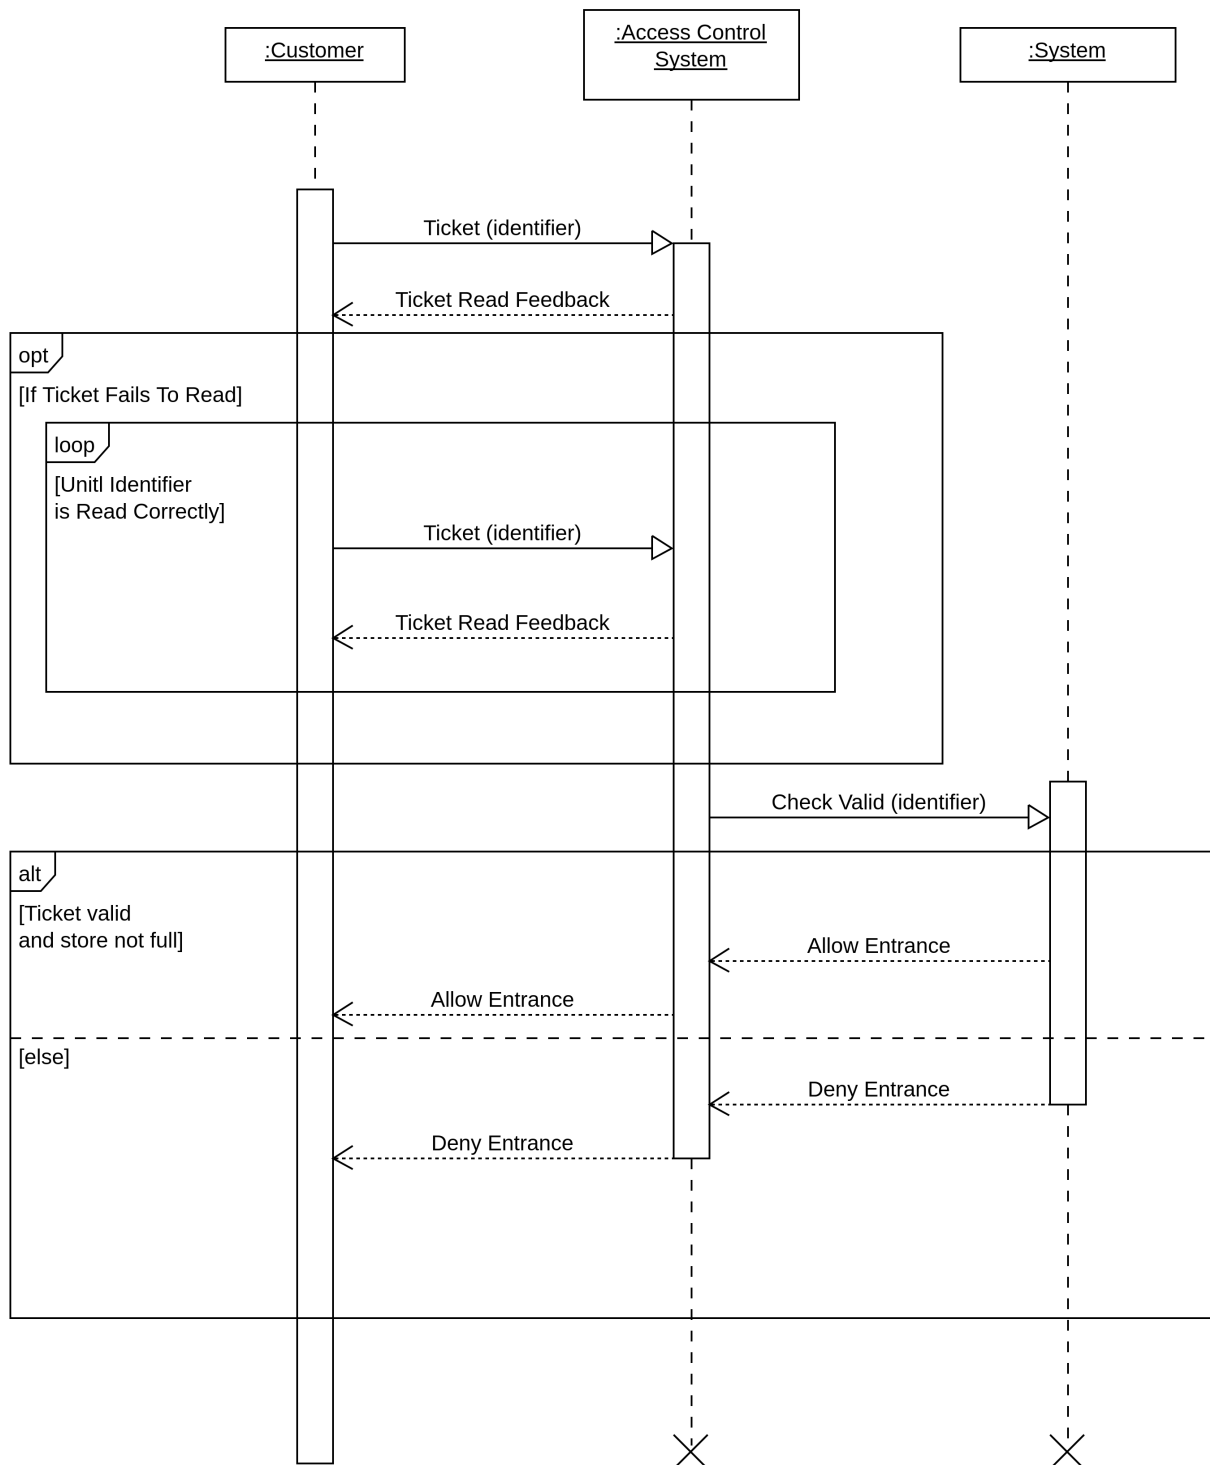 :Customer
:Access Control
System
:System
Ticket (identifier)
Ticket Read Feedback
opt
[If Ticket Fails To Read]
loop
[Unitl Identifier
is Read Correctly]
Ticket (identifier)
Ticket Read Feedback
Check Valid (identifier)
alt
[Ticket valid
and store not full]
Allow Entrance
Allow Entrance
[else]
Deny Entrance
Deny Entrance